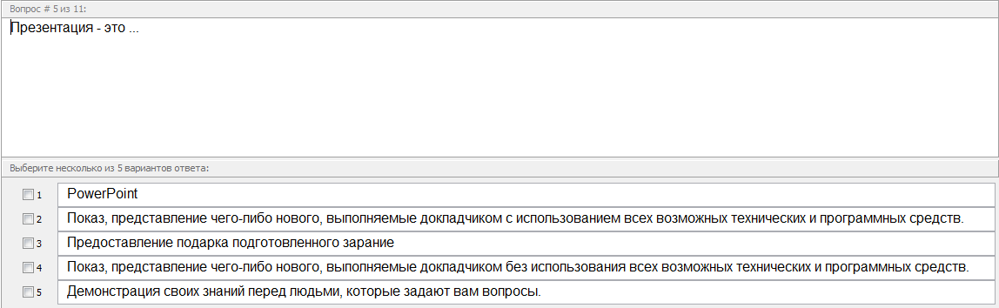 Вопрос # 5 из 11:
Презентация - это ...
Выберите несколько из 5 вариантов ответа:
1 PowerPoint
2 Показ, представление чего-либо нового, выполняемые докладчиком с использованием всех возможных технических и программных средств.
3 Предоставление подарка подготовленного зарание
4 Показ, представление чего-либо нового, выполняемые докладчиком без использования всех возможных технических и программных средств.
5 Демонстрация своих знаний перед людьми, которые задают вам вопросы.